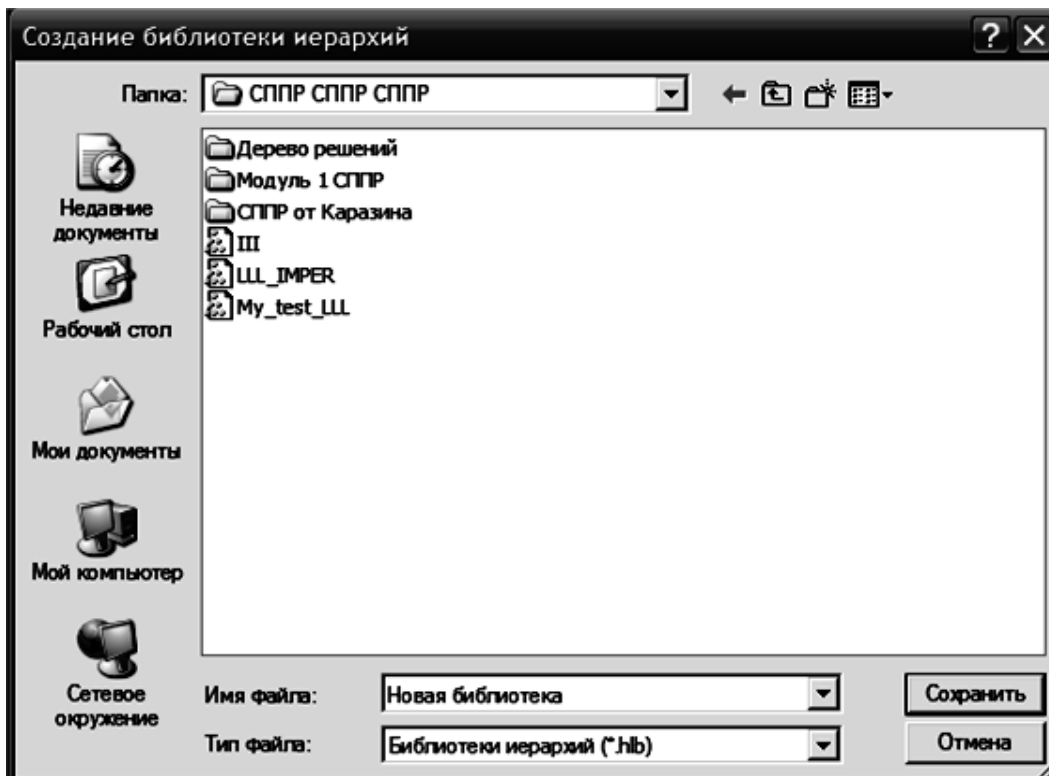 Создание библиотеки иерархий
Папка: СППР СППР СППР
Дерево решений
Модуль 1 СППР
СППР от Каразина
III
LLL_IMPER
My_test_LLL
Недавние
документы
Рабочий стол
Мои документы
Мой компьютер
Сетевое
окружение
Имя файла: Новая библиотека Сохранить
Тип файла: Библиотеки иерархий (*.hlb) Отмена